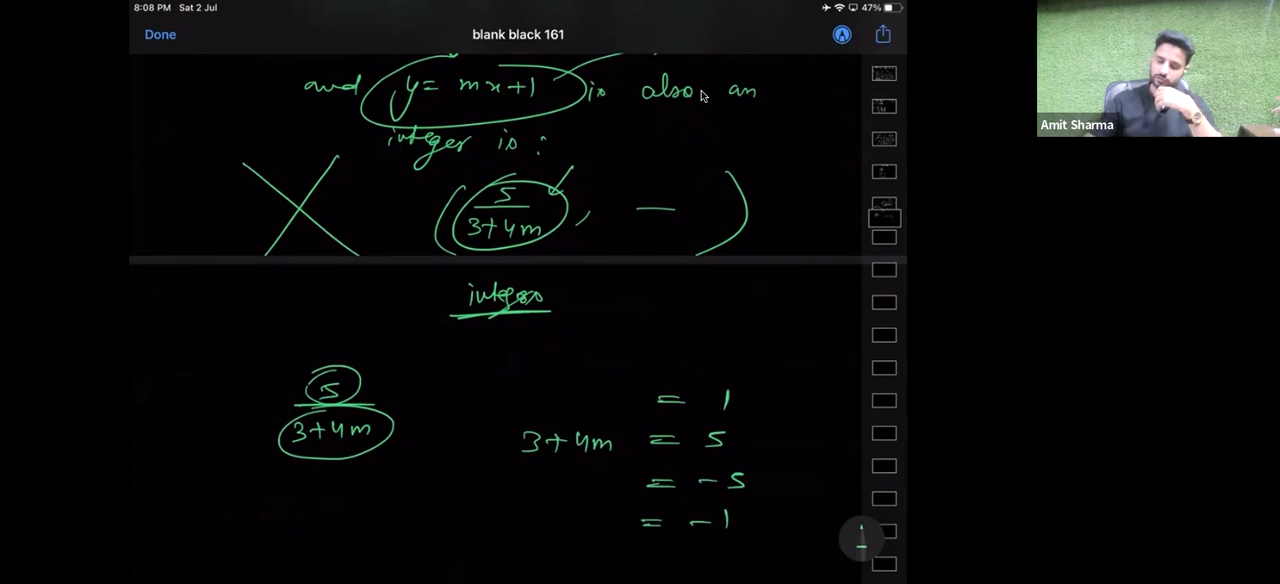 8:08 PM Sat 2 Jul
47%
Done
blank black 161
Amit Sharma
and y = mx+1 is also an
integer is :
( 5 / 3+4m , — )
integer
5 / 3+4m
= 1
3+4m = 5
= -5
= -1